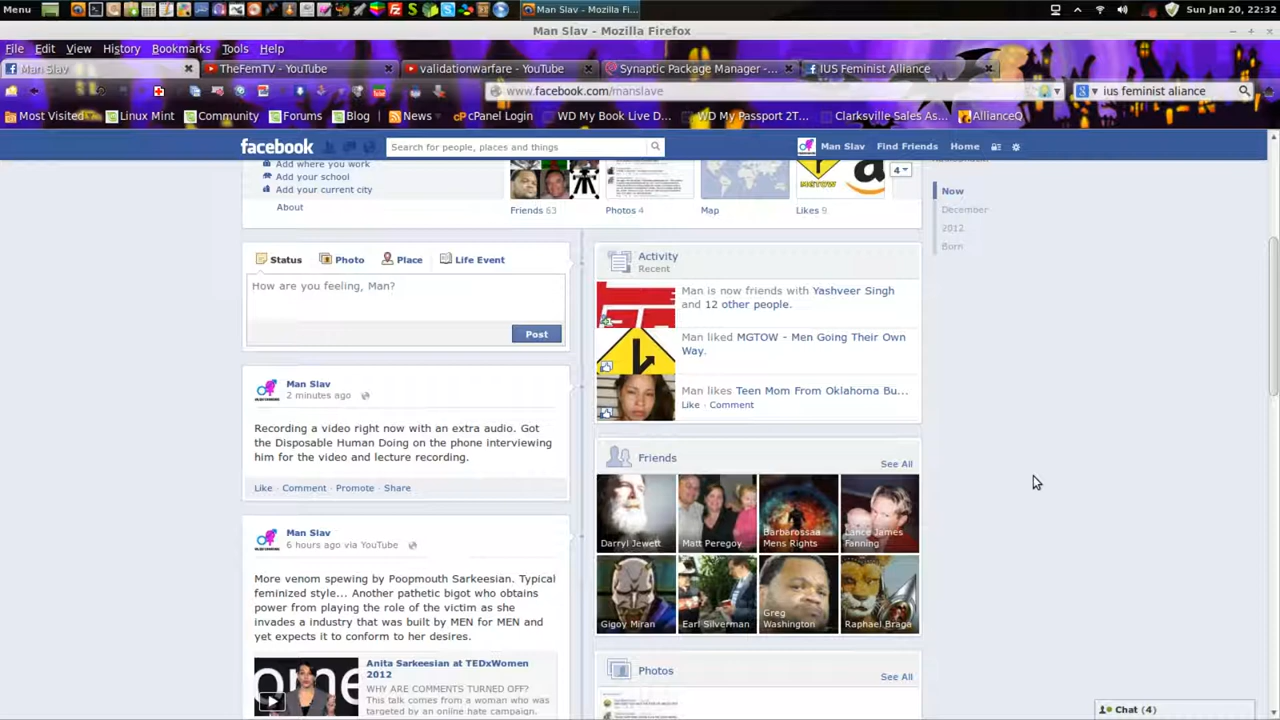 Menu
Man Slav - Mozilla Fi...
Sun Jan 20, 22:32
Man Slav - Mozilla Firefox
File Edit View History Bookmarks Tools Help
Man Slav
TheFemTV - YouTube
validationwarfare - YouTube
Synaptic Package Manager -...
IUS Feminist Alliance
www.facebook.com/manslave
ius feminist aliance
Most Visited
Linux Mint
Community
Forums
Blog
News
cPanel Login
WD My Book Live D...
WD My Passport 2T...
Clarksville Sales As...
AllianceQ
facebook
Search for people, places and things
Man Slav
Find Friends
Home
Add where you work
Add your school
Add your current city
About
Friends 63
Photos 4
Map
MGTOW
Likes 9
4
Now
December
2012
Born
Status
Photo
Place
Life Event
How are you feeling, Man?
Post
Man Slav
2 minutes ago
Recording a video right now with an extra audio. Got
the Disposable Human Doing on the phone interviewing
him for the video and lecture recording.
Like · Comment · Promote · Share
Man Slav
6 hours ago via YouTube
More venom spewing by Poopmouth Sarkeesian. Typical
feminized style... Another pathetic bigot who obtains
power from playing the role of the victim as she
invades a industry that was built by MEN for MEN and
yet expects it to conform to her desires.
Anita Sarkeesian at TEDxWomen
2012
WHY ARE COMMENTS TURNED OFF?
This talk comes from a woman who was
targeted by an online hate campaign.
Activity
Recent
Man is now friends with Yashveer Singh
and 12 other people.
Man liked MGTOW - Men Going Their Own
Way.
Man likes Teen Mom From Oklahoma Bu...
Like · Comment
Friends
See All
Darryl Jewett
Matt Peregoy
Barbarossaa
Mens Rights
Lance James
Fanning
Gigoy Miran
Earl Silverman
Greg
Washington
Raphael Braga
Photos
See All
Chat (4)